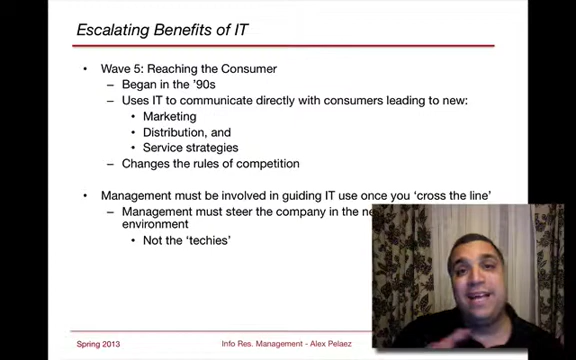 Escalating Benefits of IT
• Wave 5: Reaching the Consumer
– Began in the '90s
– Uses IT to communicate directly with consumers leading to new:
• Marketing
• Distribution, and
• Service strategies
– Changes the rules of competition
• Management must be involved in guiding IT use once you 'cross the line'
– Management must steer the company in the
environment
• Not the 'techies'
Spring 2013
Info Res. Management - Alex Pelaez